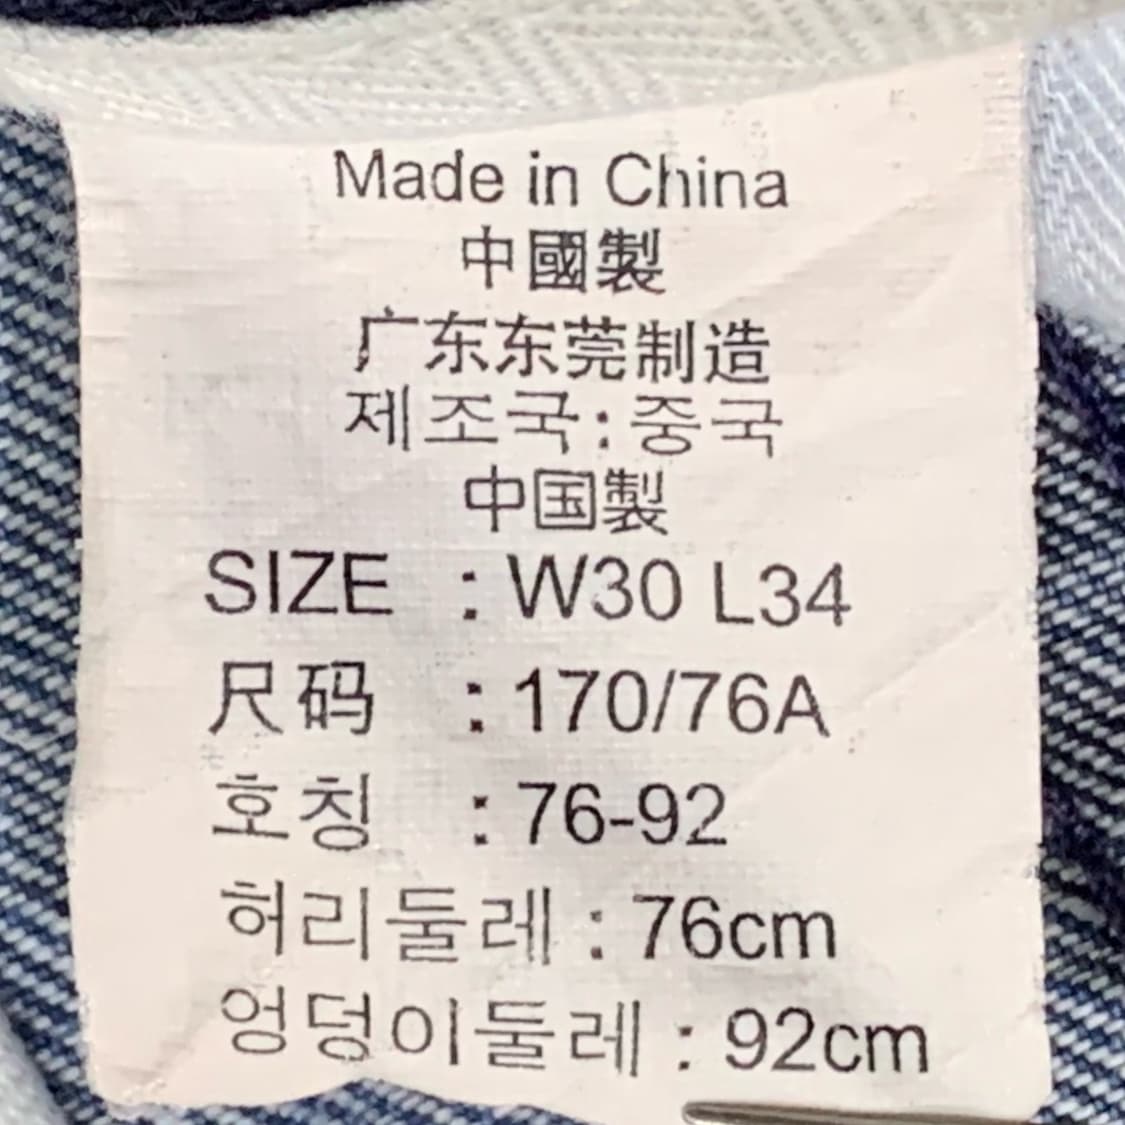 Made in China
中國製
广东东莞制造
제조국:중국
中国製
SIZE : W30 L34
尺码 : 170/76A
호칭 : 76-92
허리둘레 : 76cm
엉덩이둘레 : 92cm